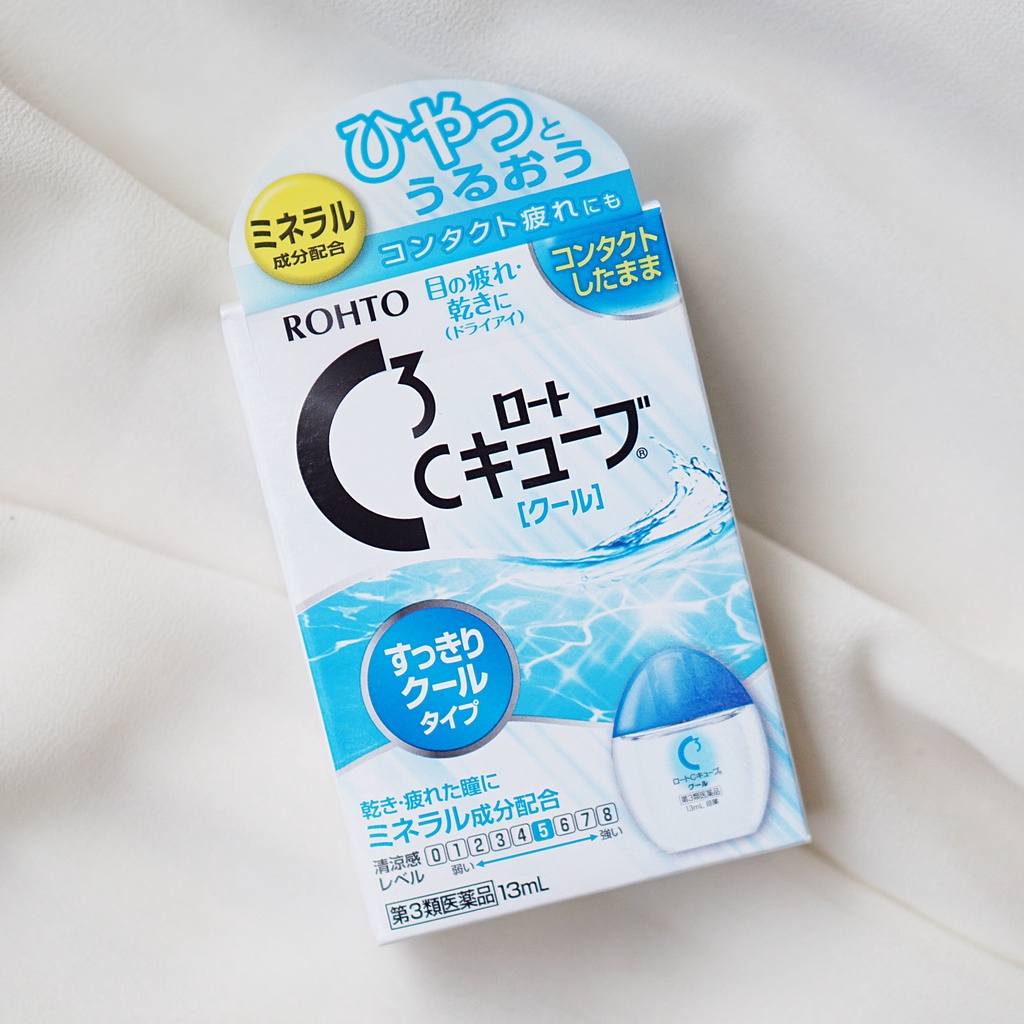 ひやっと
うるおう
コンタクト疲れにも
ミネラル
成分配合
コンタクト
したまま
ROHTO
目の疲れ・
乾きに
(ドライアイ)
C3
ロート
Cキューブ®
[クール]
すっきり
クール
タイプ
C3
ロートCキューブ®
クール
第3類医薬品
13mL 目薬
乾き・疲れた瞳に
ミネラル成分配合
清涼感
レベル
0 1 2 3 4 5 6 7 8
弱い 強い
第3類医薬品 13mL